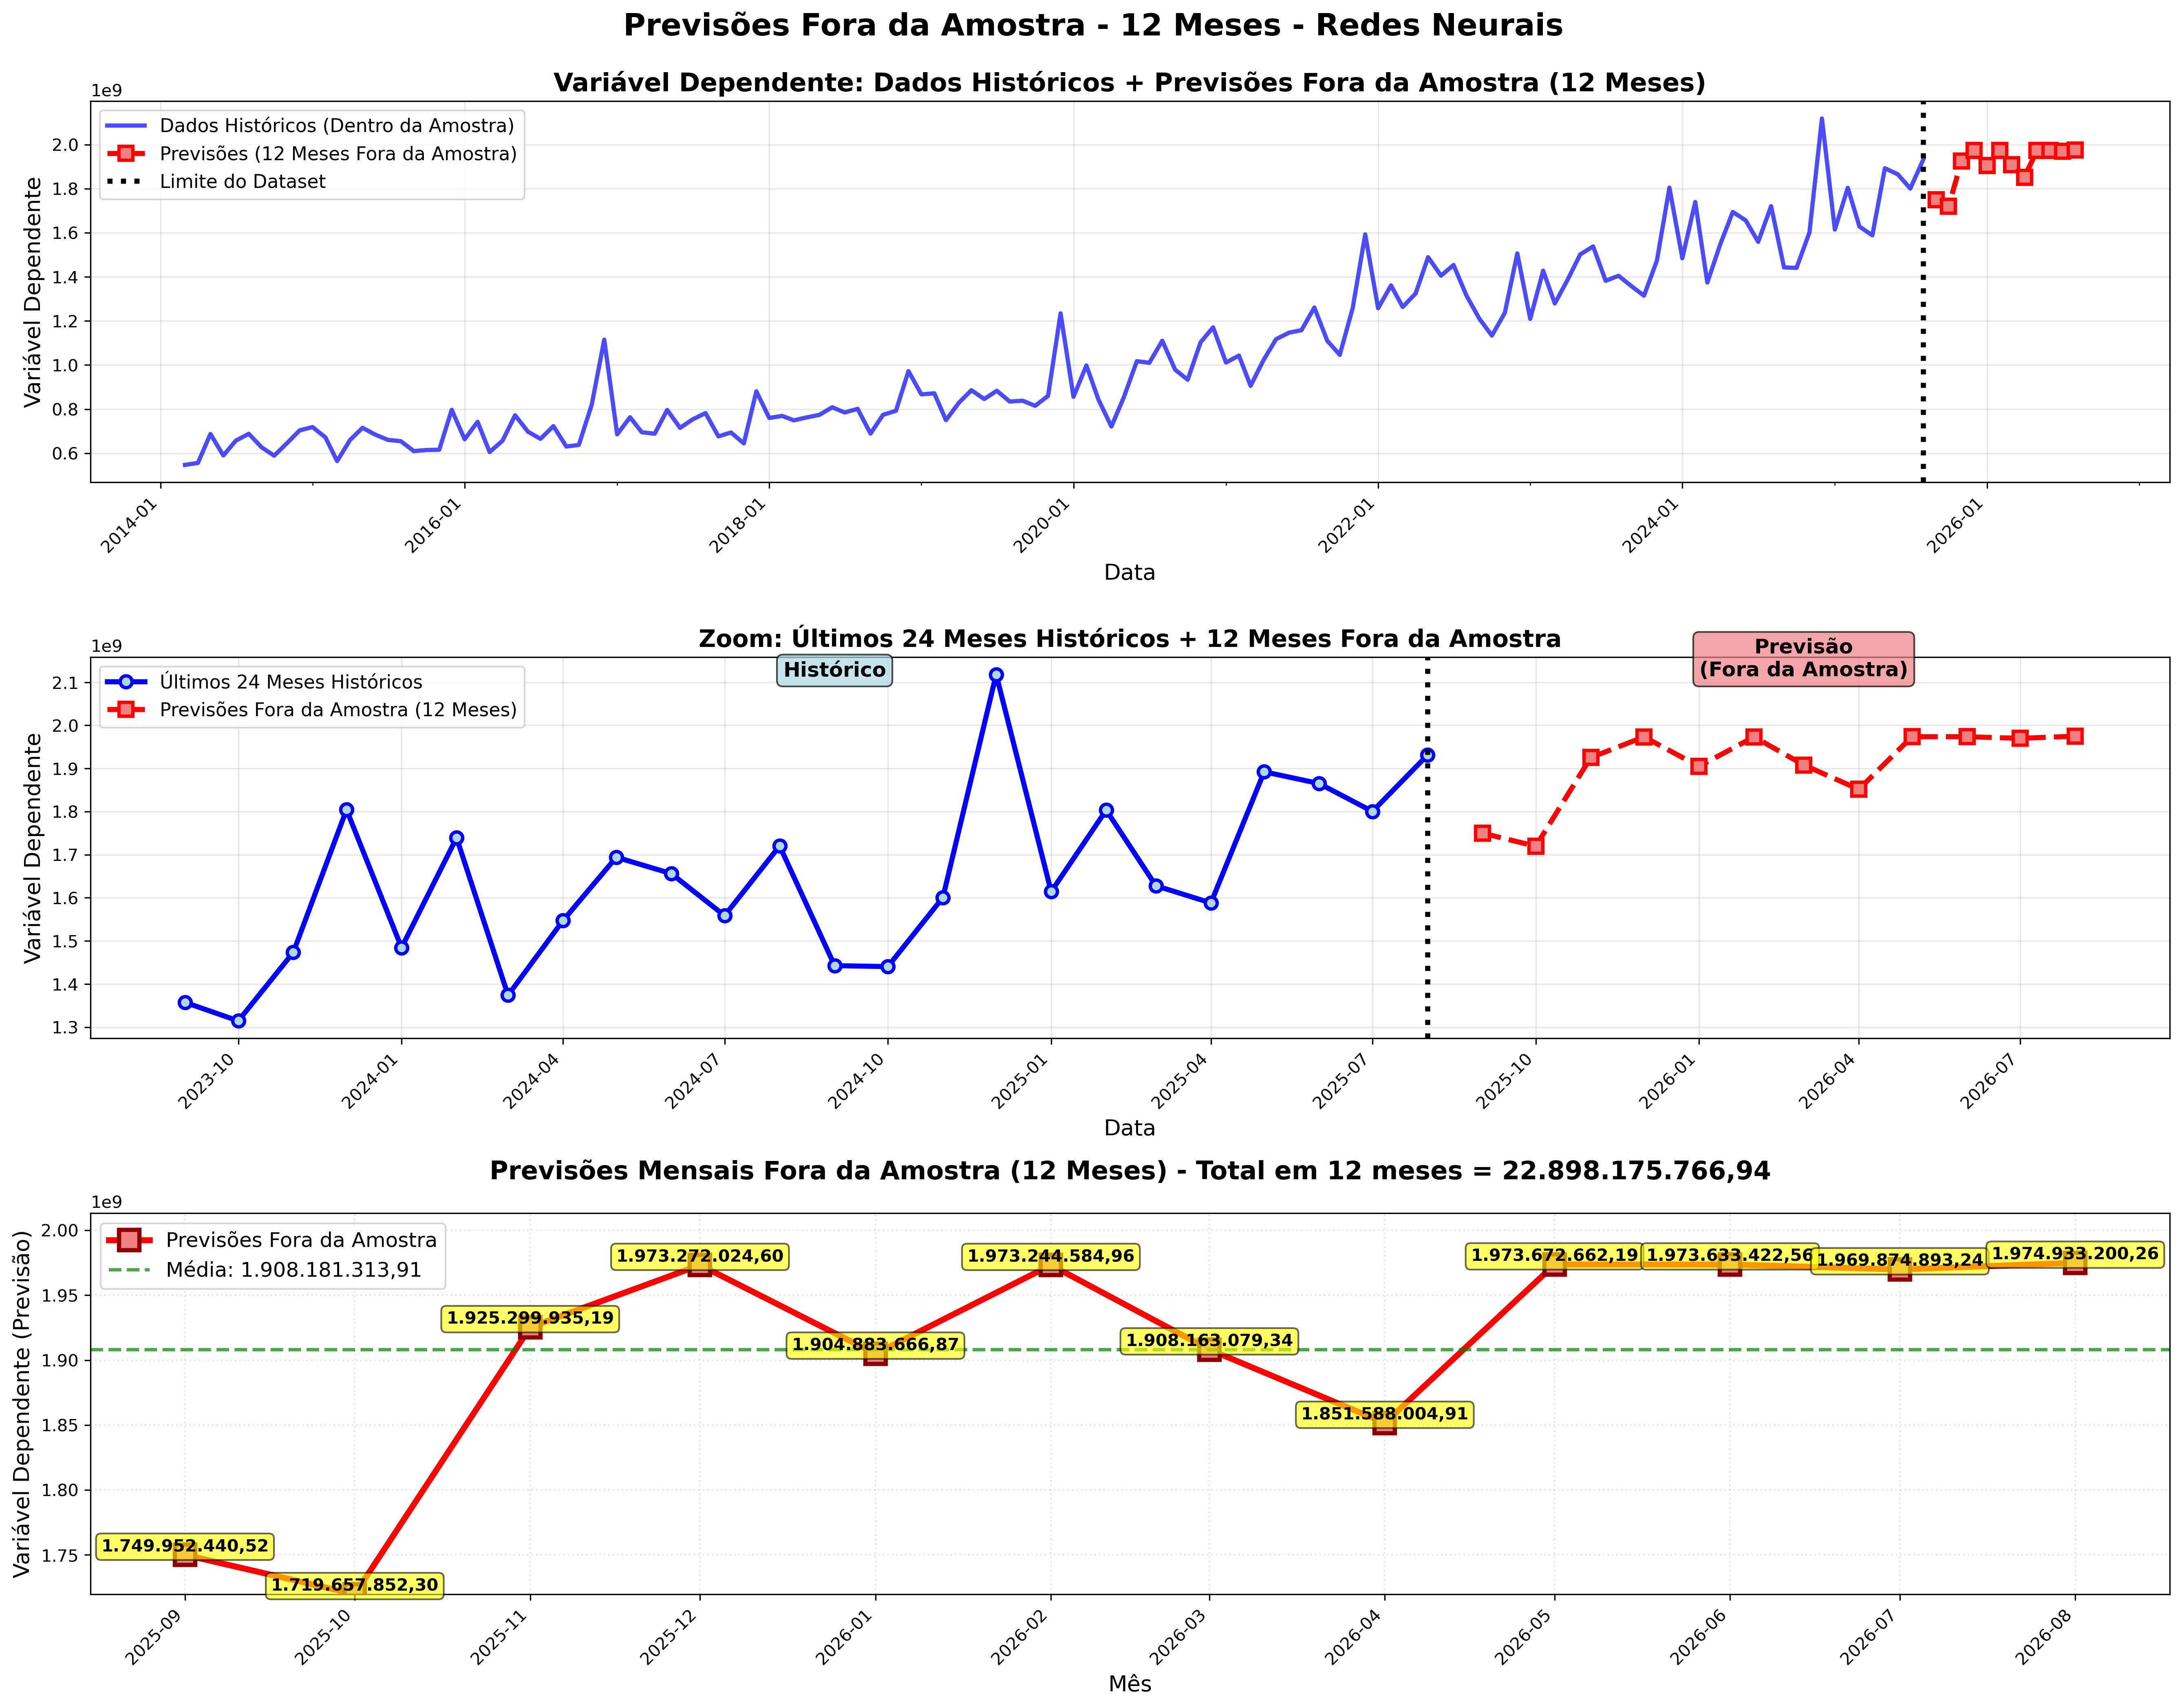 Previsões Fora da Amostra - 12 Meses - Redes Neurais
Variável Dependente: Dados Históricos + Previsões Fora da Amostra (12 Meses)
1e9
Dados Históricos (Dentro da Amostra)
Previsões (12 Meses Fora da Amostra)
Limite do Dataset
Variável Dependente
2.0
1.8
1.6
1.4
1.2
1.0
0.8
0.6
2014-01
2016-01
2018-01
2020-01
2022-01
2024-01
2026-01
Data
Zoom: Últimos 24 Meses Históricos + 12 Meses Fora da Amostra
1e9
Últimos 24 Meses Históricos
Previsões Fora da Amostra (12 Meses)
Histórico
Previsão
(Fora da Amostra)
Variável Dependente
2.1
2.0
1.9
1.8
1.7
1.6
1.5
1.4
1.3
2023-10
2024-01
2024-04
2024-07
2024-10
2025-01
2025-04
2025-07
2025-10
2026-01
2026-04
2026-07
Data
Previsões Mensais Fora da Amostra (12 Meses) - Total em 12 meses = 22.898.175.766,94
1e9
Previsões Fora da Amostra
Média: 1.908.181.313,91
Variável Dependente (Previsão)
2.00
1.95
1.90
1.85
1.80
1.75
1.749.952.440,52
1.719.657.852,30
1.925.299.935,19
1.973.272.024,60
1.904.883.666,87
1.973.244.584,96
1.908.163.079,34
1.851.588.004,91
1.973.672.662,19
1.973.633.422,56
1.969.874.893,24
1.974.933.200,26
2025-09
2025-10
2025-11
2025-12
2026-01
2026-02
2026-03
2026-04
2026-05
2026-06
2026-07
2026-08
Mês